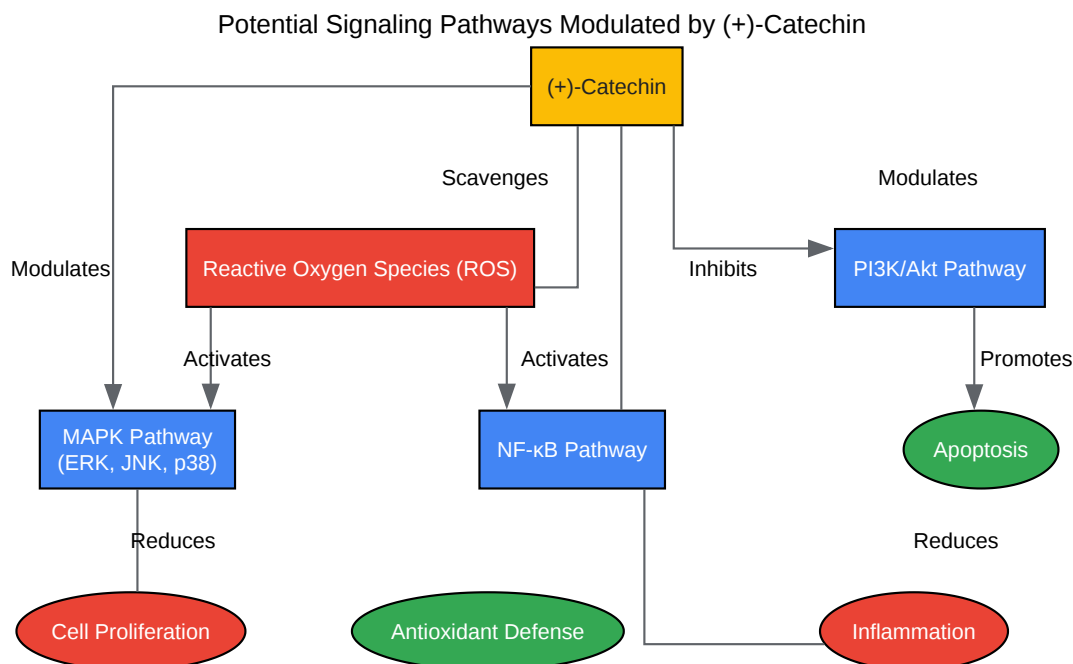 Potential Signaling Pathways Modulated by (+)-Catechin
(+)-Catechin
Scavenges
Modulates
Modulates
Reactive Oxygen Species (ROS)
Inhibits
PI3K/Akt Pathway
Activates
Activates
Promotes
MAPK Pathway
(ERK, JNK, p38)
NF-κB Pathway
Apoptosis
Reduces
Reduces
Cell Proliferation
Antioxidant Defense
Inflammation